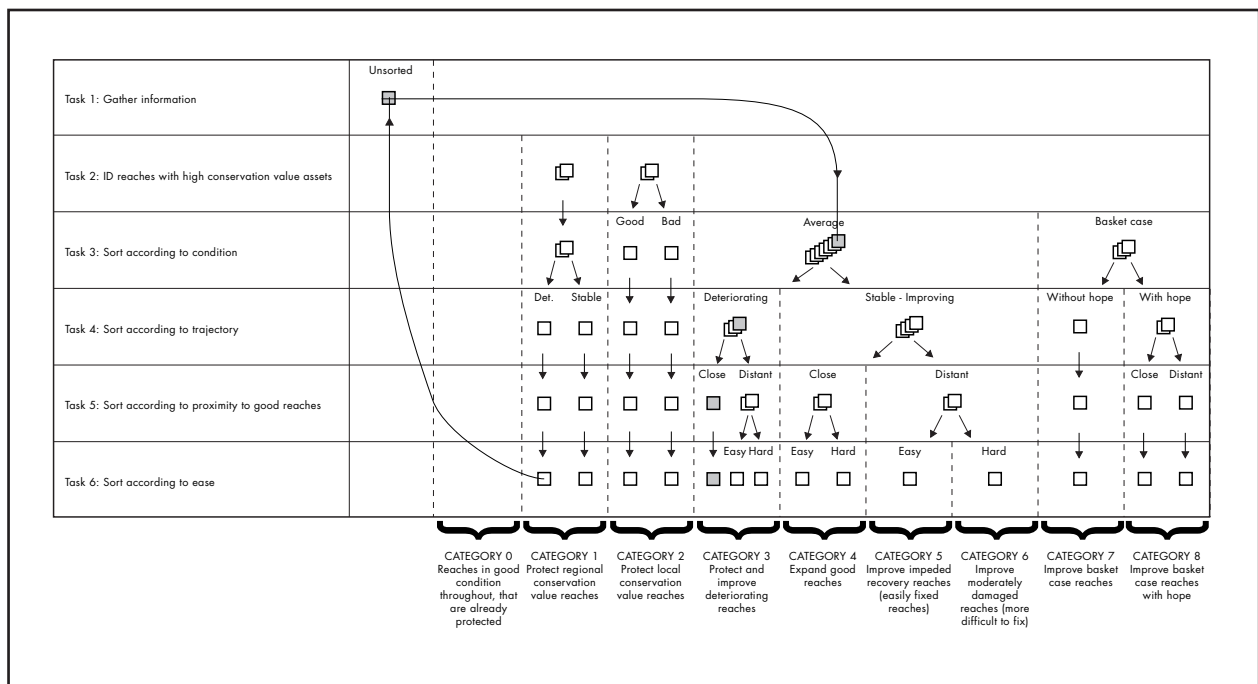 Unsorted
Task 1: Gather information
Task 2: ID reaches with high conservation value assets
Good Bad Average Basket case
Task 3: Sort according to condition
Det. Stable Deteriorating Stable - Improving Without hope With hope
Task 4: Sort according to trajectory
Close Distant Close Distant Close Distant
Task 5: Sort according to proximity to good reaches
Easy Hard Easy Hard Easy Hard
Task 6: Sort according to ease
CATEGORY 0
Reaches in good
condition
throughout, that
are already
protected
CATEGORY 1
Protect regional
conservation
value reaches
CATEGORY 2
Protect local
conservation
value reaches
CATEGORY 3
Protect and
improve
deteriorating
reaches
CATEGORY 4
Expand good
reaches
CATEGORY 5
Improve impeded
recovery reaches
(easily fixed
reaches)
CATEGORY 6
Improve
moderately
damaged
reaches (more
difficult to fix)
CATEGORY 7
Improve basket
case reaches
CATEGORY 8
Improve basket
case reaches
with hope